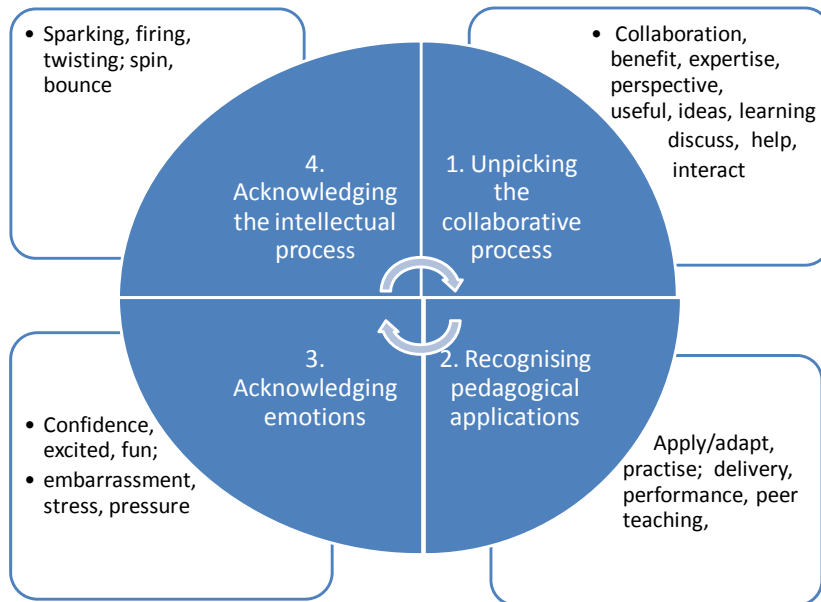 • Sparking, firing,
twisting; spin,
bounce
• Collaboration,
benefit, expertise,
perspective,
useful, ideas, learning
discuss, help,
interact
4.
Acknowledging
the intellectual
process
1. Unpicking
the
collaborative
process
3.
Acknowledging
emotions
2. Recognising
pedagogical
applications
• Confidence,
excited, fun;
• embarrassment,
stress, pressure
Apply/adapt,
practise; delivery,
performance, peer
teaching,